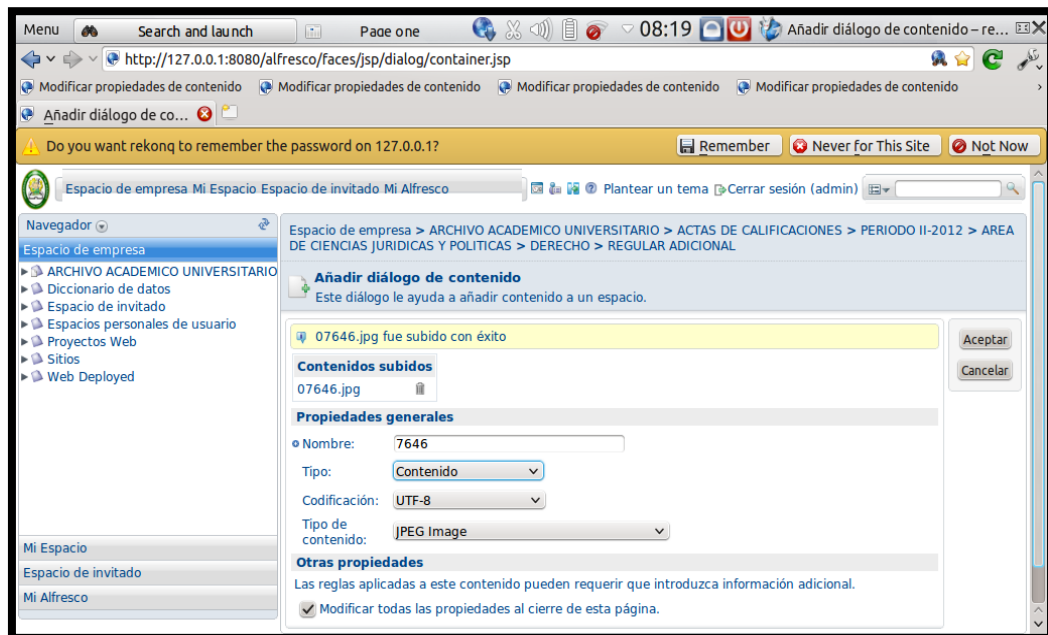 Menu Search and launch Page one 08:19 Añadir diálogo de contenido – re...
http://127.0.0.1:8080/alfresco/faces/jsp/dialog/container.jsp
Modificar propiedades de contenido Modificar propiedades de contenido Modificar propiedades de contenido Modificar propiedades de contenido
Añadir diálogo de co...
Do you want rekonq to remember the password on 127.0.0.1? Remember Never for This Site Not Now
Espacio de empresa Mi Espacio Espacio de invitado Mi Alfresco Plantear un tema Cerrar sesión (admin)
Navegador
Espacio de empresa
ARCHIVO ACADEMICO UNIVERSITARIO
Diccionario de datos
Espacio de invitado
Espacios personales de usuario
Proyectos Web
Sitios
Web Deployed
Mi Espacio
Espacio de invitado
Mi Alfresco
Espacio de empresa > ARCHIVO ACADEMICO UNIVERSITARIO > ACTAS DE CALIFICACIONES > PERIODO II-2012 > AREA
DE CIENCIAS JURIDICAS Y POLITICAS > DERECHO > REGULAR ADICIONAL
Añadir diálogo de contenido
Este diálogo le ayuda a añadir contenido a un espacio.
07646.jpg fue subido con éxito
Contenidos subidos
07646.jpg
Propiedades generales
Nombre: 7646
Tipo: Contenido
Codificación: UTF-8
Tipo de
contenido: JPEG Image
Otras propiedades
Las reglas aplicadas a este contenido pueden requerir que introduzca información adicional.
Modificar todas las propiedades al cierre de esta página.
Aceptar
Cancelar